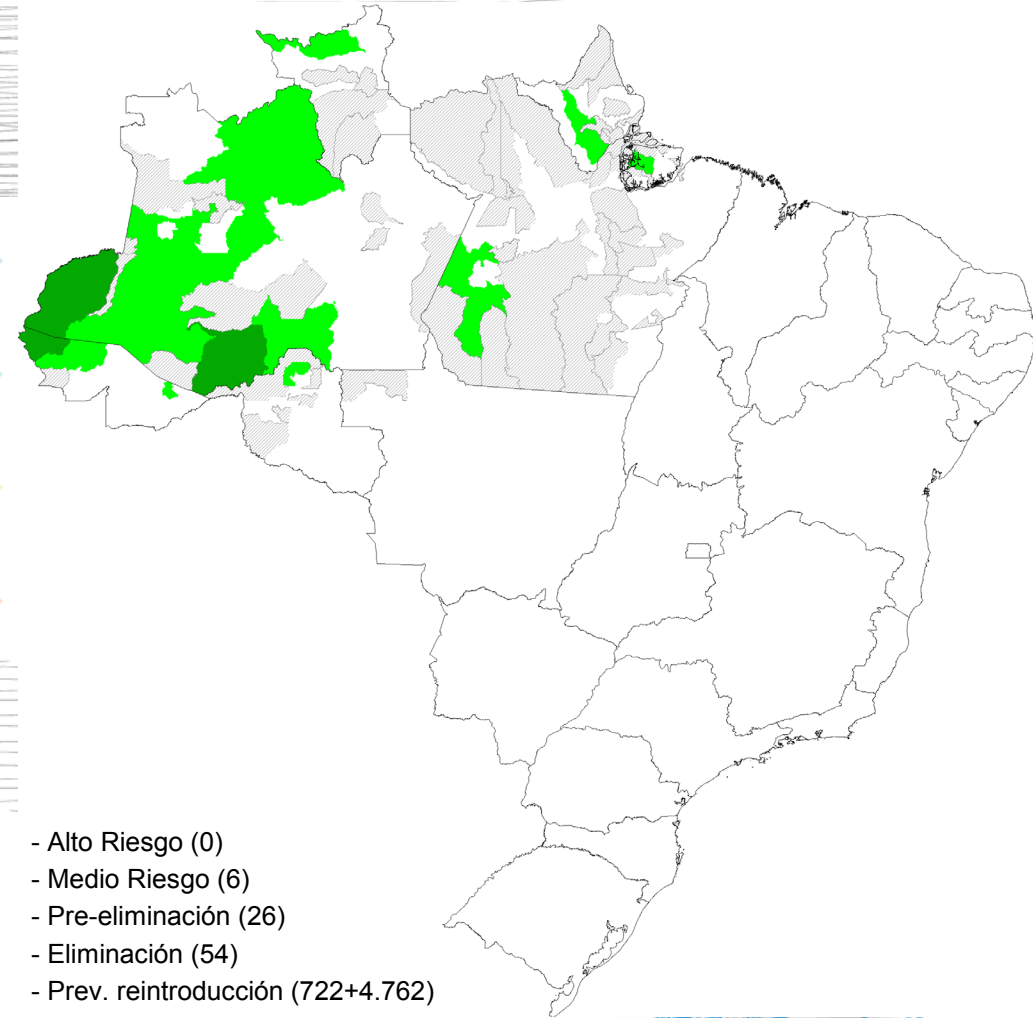 - Alto Riesgo (0)
- Medio Riesgo (6)
- Pre-eliminación (26)
- Eliminación (54)
- Prev. reintroducción (722+4.762)